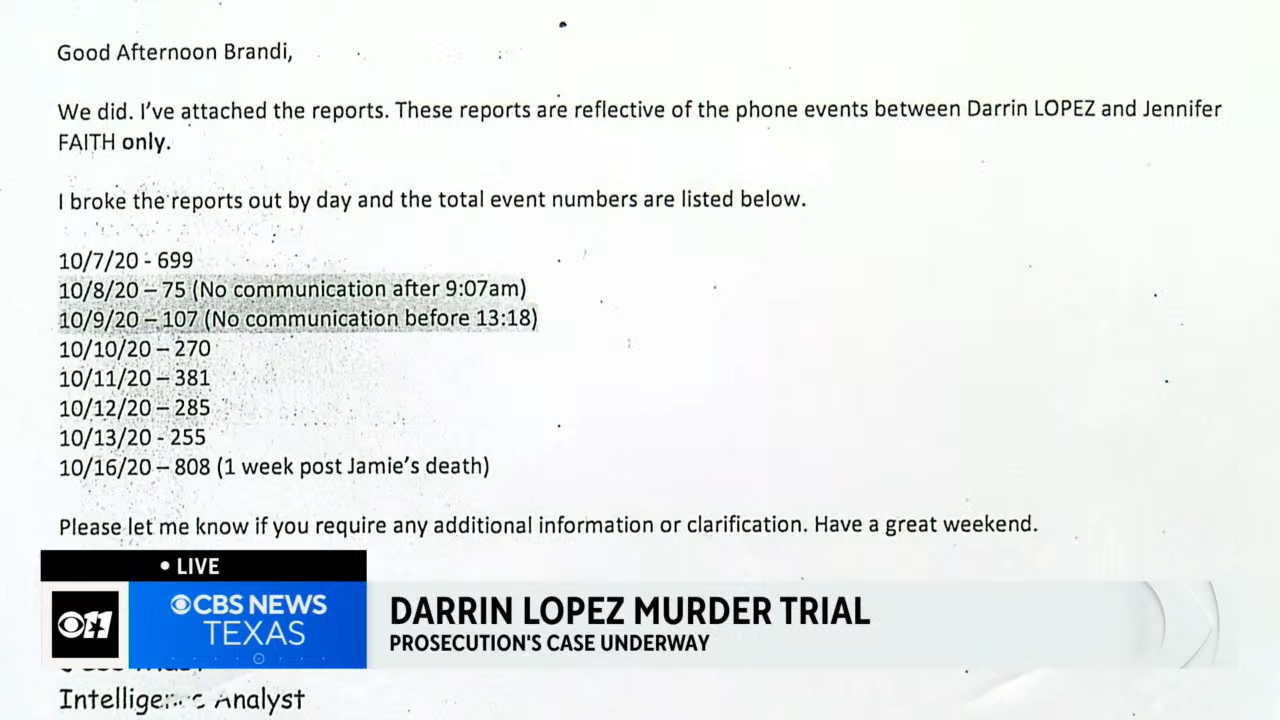 Good Afternoon Brandi,
We did. I've attached the reports. These reports are reflective of the phone events between Darrin LOPEZ and Jennifer
FAITH only.
I broke the reports out by day and the total event numbers are listed below.
10/7/20 - 699
10/8/20 – 75 (No communication after 9:07am)
10/9/20 – 107 (No communication before 13:18)
10/10/20 – 270
10/11/20 – 381
10/12/20 – 285
10/13/20 - 255
10/16/20 – 808 (1 week post Jamie's death)
Please let me know if you require any additional information or clarification. Have a great weekend.
• LIVE
11
CBS NEWS
TEXAS
DARRIN LOPEZ MURDER TRIAL
PROSECUTION'S CASE UNDERWAY
Intelligence Analyst